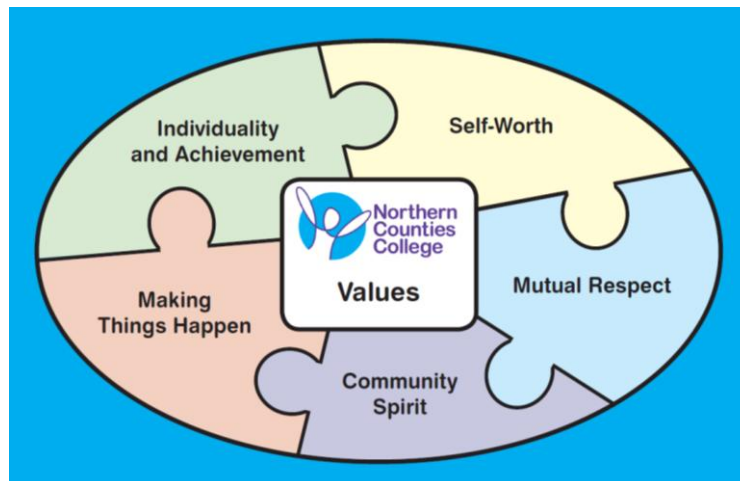 Individuality
and Achievement
Self-Worth
Northern
Counties
College
Values
Mutual Respect
Making
Things Happen
Community
Spirit